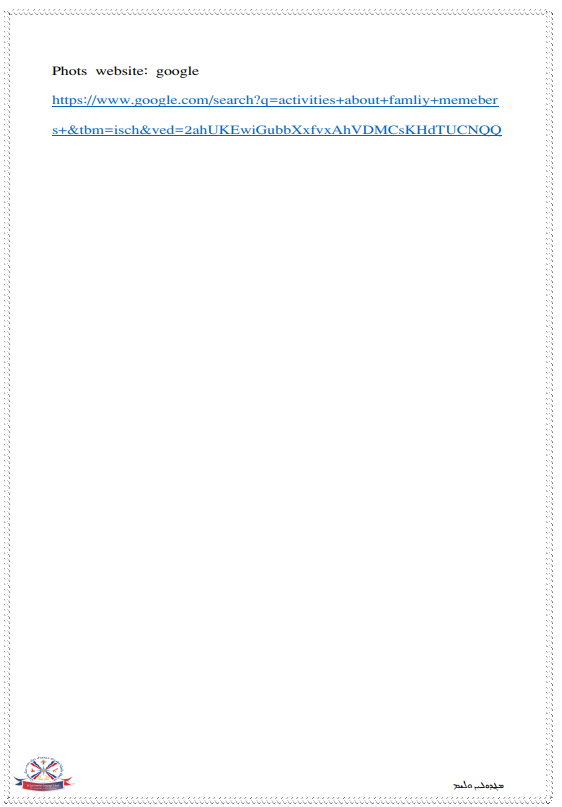 Phots website: google
https://www.google.com/search?q=activities+about+famliy+memeber
s+&tbm=isch&ved=2ahUKEwiGubbXxfvxAhVDMCsKHdTUCNQQ